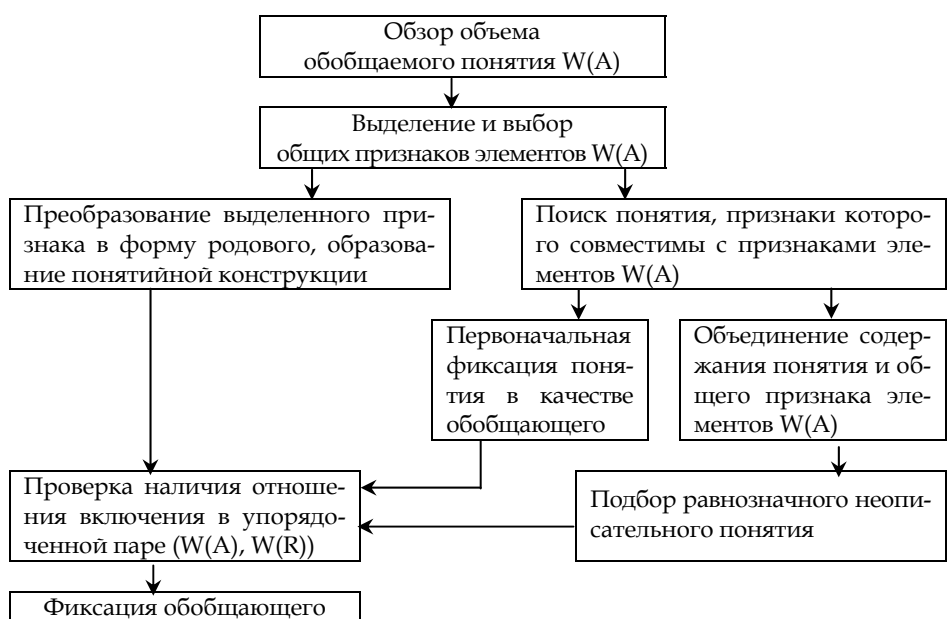 Обзор объема
обобщаемого понятия W(A)
Выделение и выбор
общих признаков элементов W(A)
Преобразование выделенного при-
знака в форму родового, образова-
ние понятийной конструкции
Поиск понятия, признаки которо-
го совместимы с признаками эле-
ментов W(A)
Первоначальная
фиксация поня-
тия в качестве
обобщающего
Объединение содер-
жания понятия и об-
щего признака эле-
ментов W(A)
Проверка наличия отноше-
ния включения в упорядо-
ченной паре (W(A), W(R))
Подбор равнозначного неопи-
сательного понятия
Фиксация обобщающего